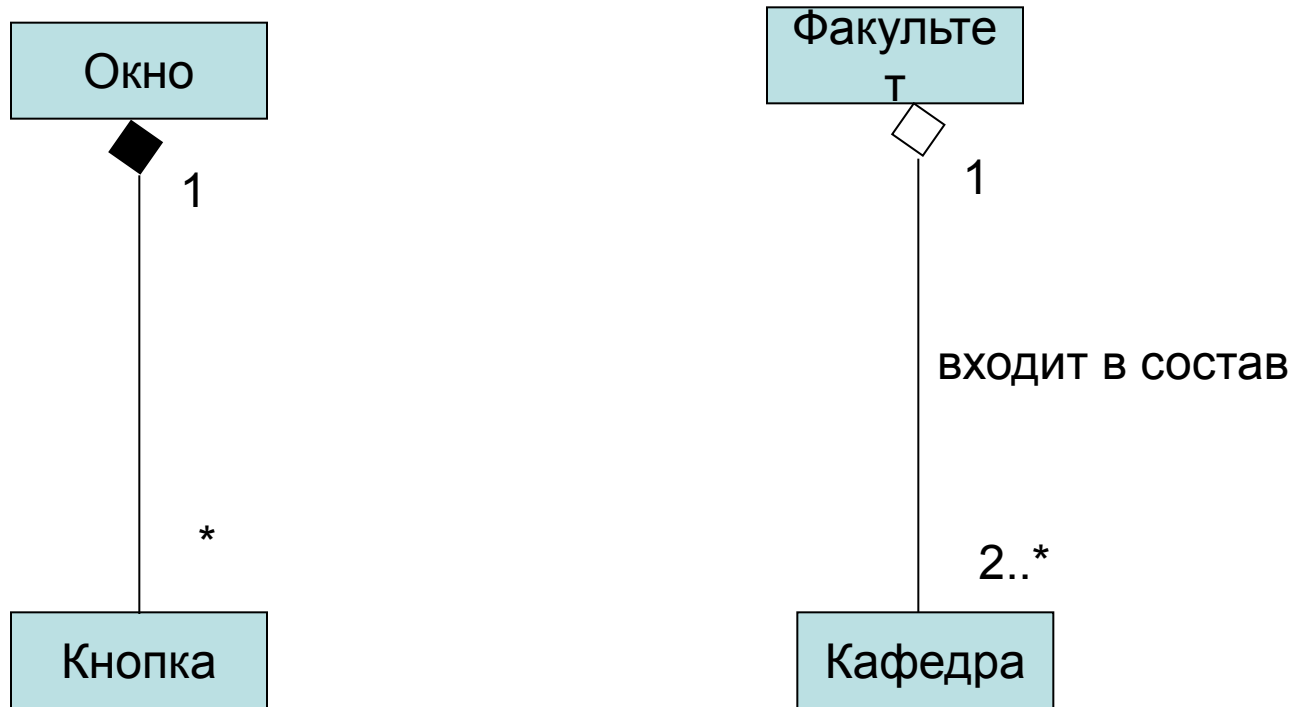 Окно
1
*
Кнопка
Факульте
т
1
входит в состав
2..*
Кафедра